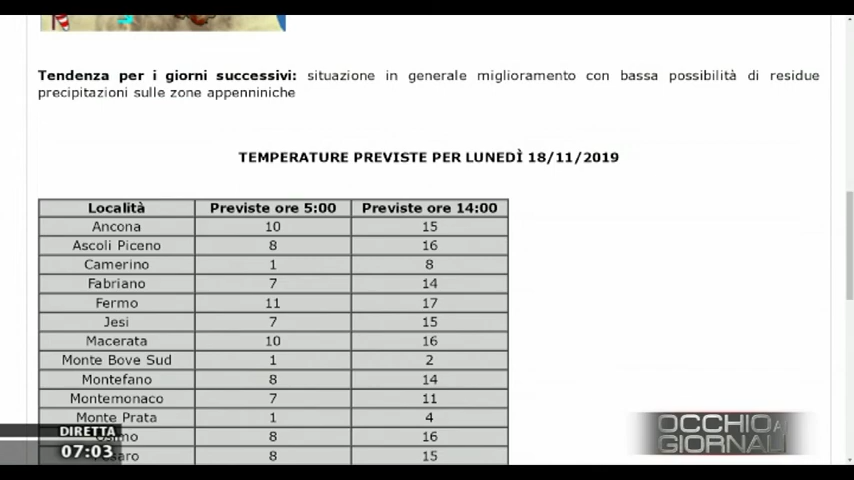 Tendenza per i giorni successivi: situazione in generale miglioramento con bassa possibilità di residue
precipitazioni sulle zone appenniniche
TEMPERATURE PREVISTE PER LUNEDÌ 18/11/2019
Località Previste ore 5:00 Previste ore 14:00
Ancona 10 15
Ascoli Piceno 8 16
Camerino 1 8
Fabriano 7 14
Fermo 11 17
Jesi 7 15
Macerata 10 16
Monte Bove Sud 1 2
Montefano 8 14
Montemonaco 7 11
Monte Prata 1 4
Osimo 8 16
Pesaro 8 15
DIRETTA
07:03
OCCHIO AI
GIORNALI